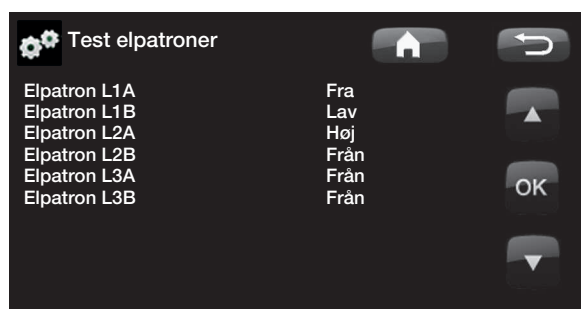 Test elpatroner
Elpatron L1A Fra
Elpatron L1B Lav
Elpatron L2A Høj
Elpatron L2B Från
Elpatron L3A Från
Elpatron L3B Från
OK